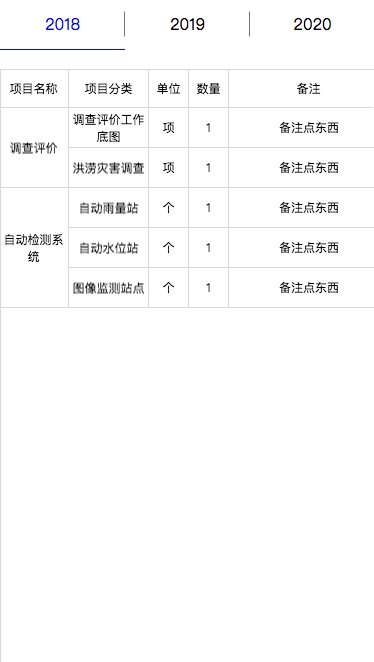 2018 2019 2020
项目名称 项目分类 单位 数量 备注
调查评价
调查评价工作
底图
项 1 备注点东西
洪涝灾害调查 项 1 备注点东西
自动检测系
统
自动雨量站 个 1 备注点东西
自动水位站 个 1 备注点东西
图像监测站点 个 1 备注点东西